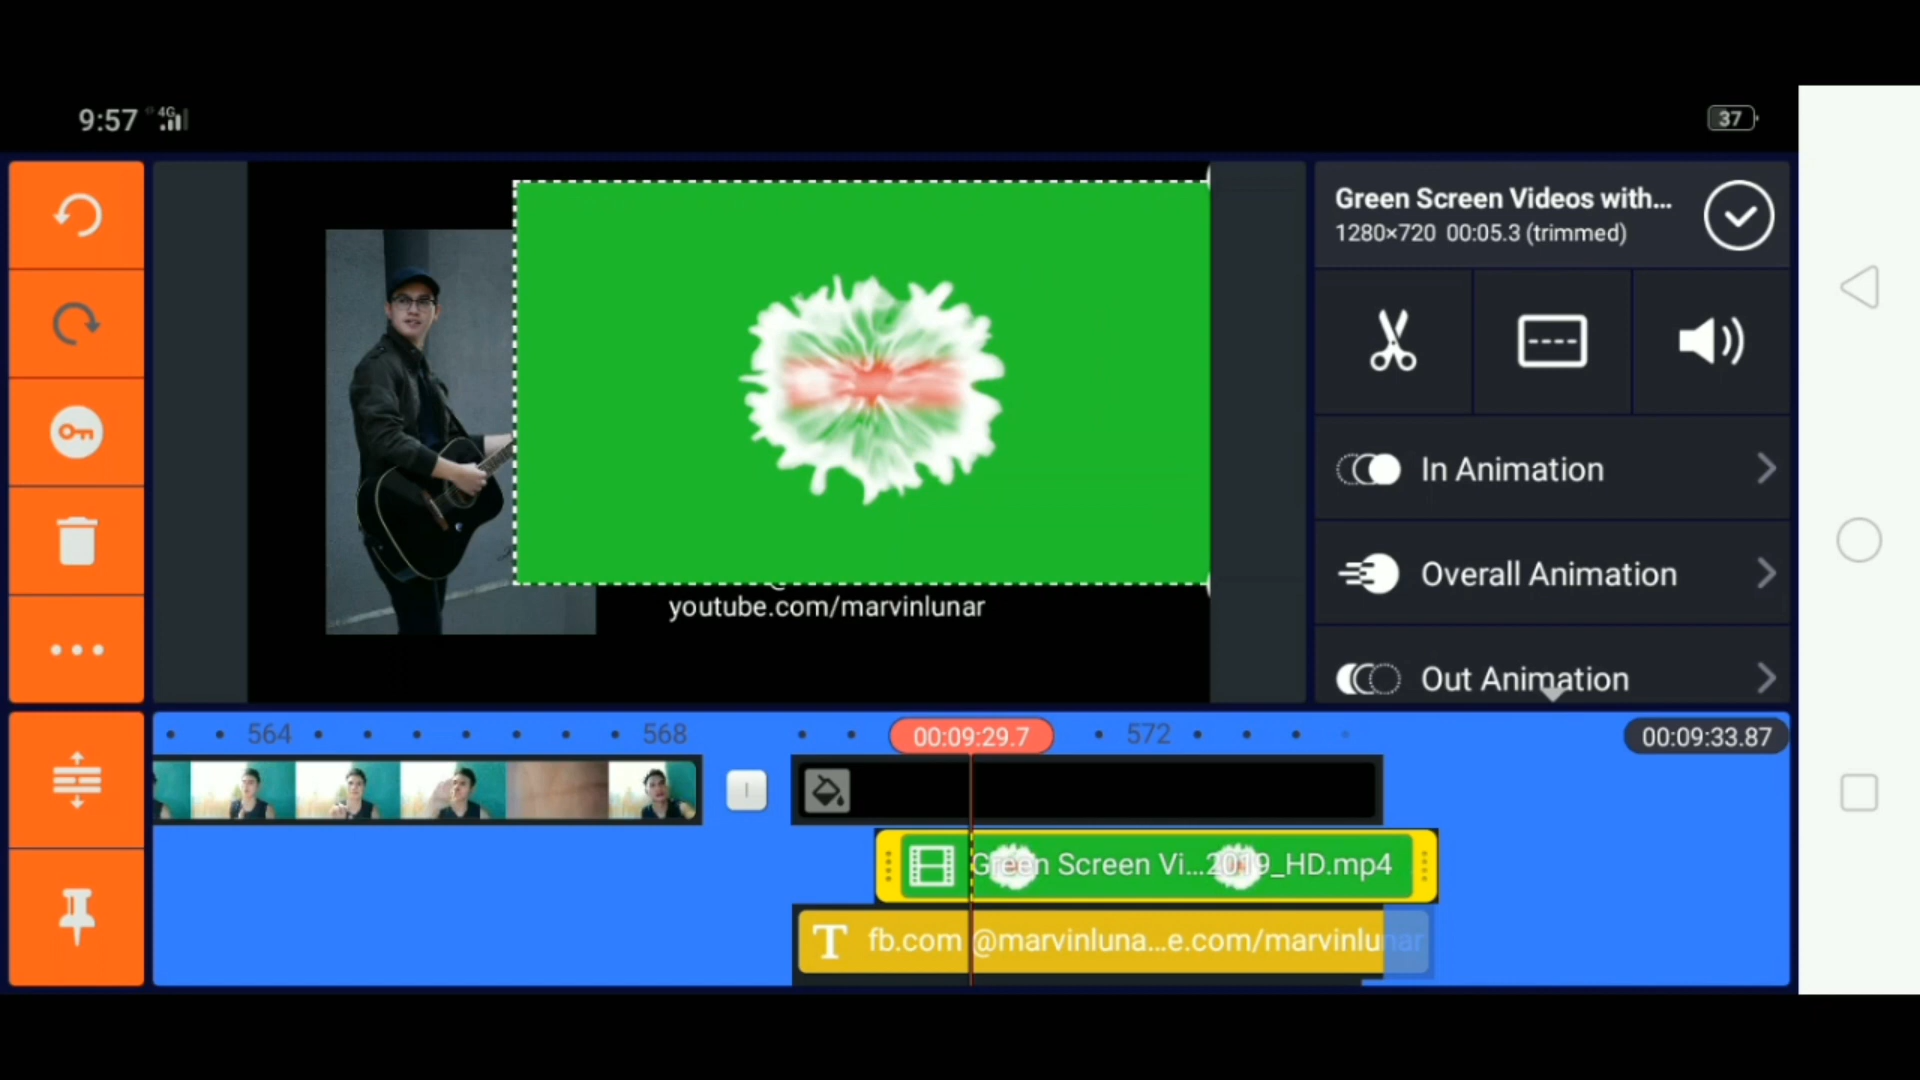 9:57 4G
37
Green Screen Videos with...
1280×720 00:05.3 (trimmed)
In Animation
Overall Animation
Out Animation
youtube.com/marvinlunar
564
568
00:09:29.7
572
00:09:33.87
Green Screen Vi...2019_HD.mp4
T fb.com @marvinluna...e.com/marvinlunar